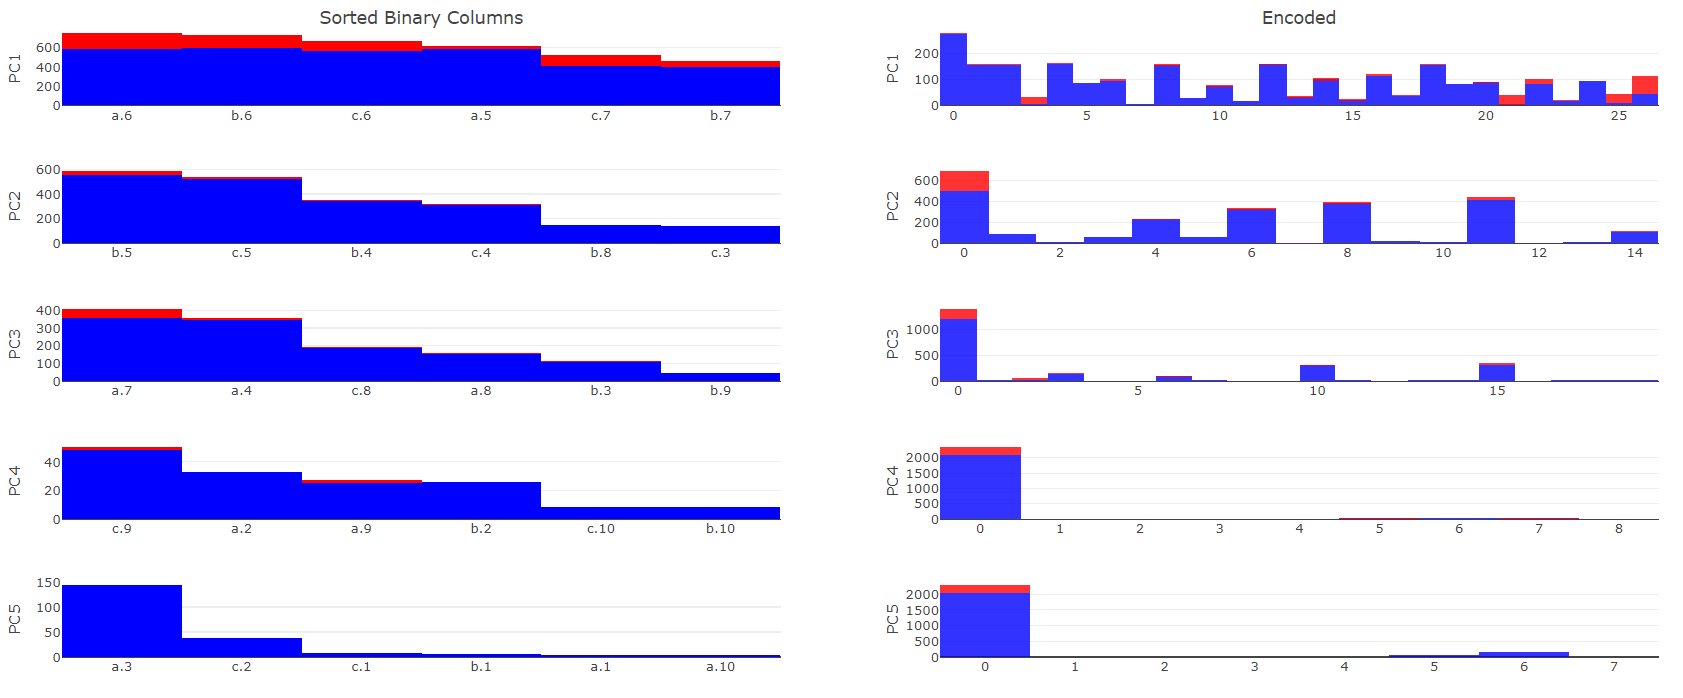 Sorted Binary Columns
Encoded
PC1
600
400
200
0
a.6 b.6 c.6 a.5 c.7 b.7
PC1
200
100
0
0 5 10 15 20 25
PC2
600
400
200
0
b.5 c.5 b.4 c.4 b.8 c.3
PC2
600
400
200
0
0 2 4 6 8 10 12 14
PC3
400
300
200
100
0
a.7 a.4 c.8 a.8 b.3 b.9
PC3
1000
500
0
0 5 10 15
PC4
40
20
0
c.9 a.2 a.9 b.2 c.10 b.10
PC4
2000
1500
1000
500
0
0 1 2 3 4 5 6 7 8
PC5
150
100
50
0
a.3 c.2 c.1 b.1 a.1 a.10
PC5
2000
1500
1000
500
0
0 1 2 3 4 5 6 7